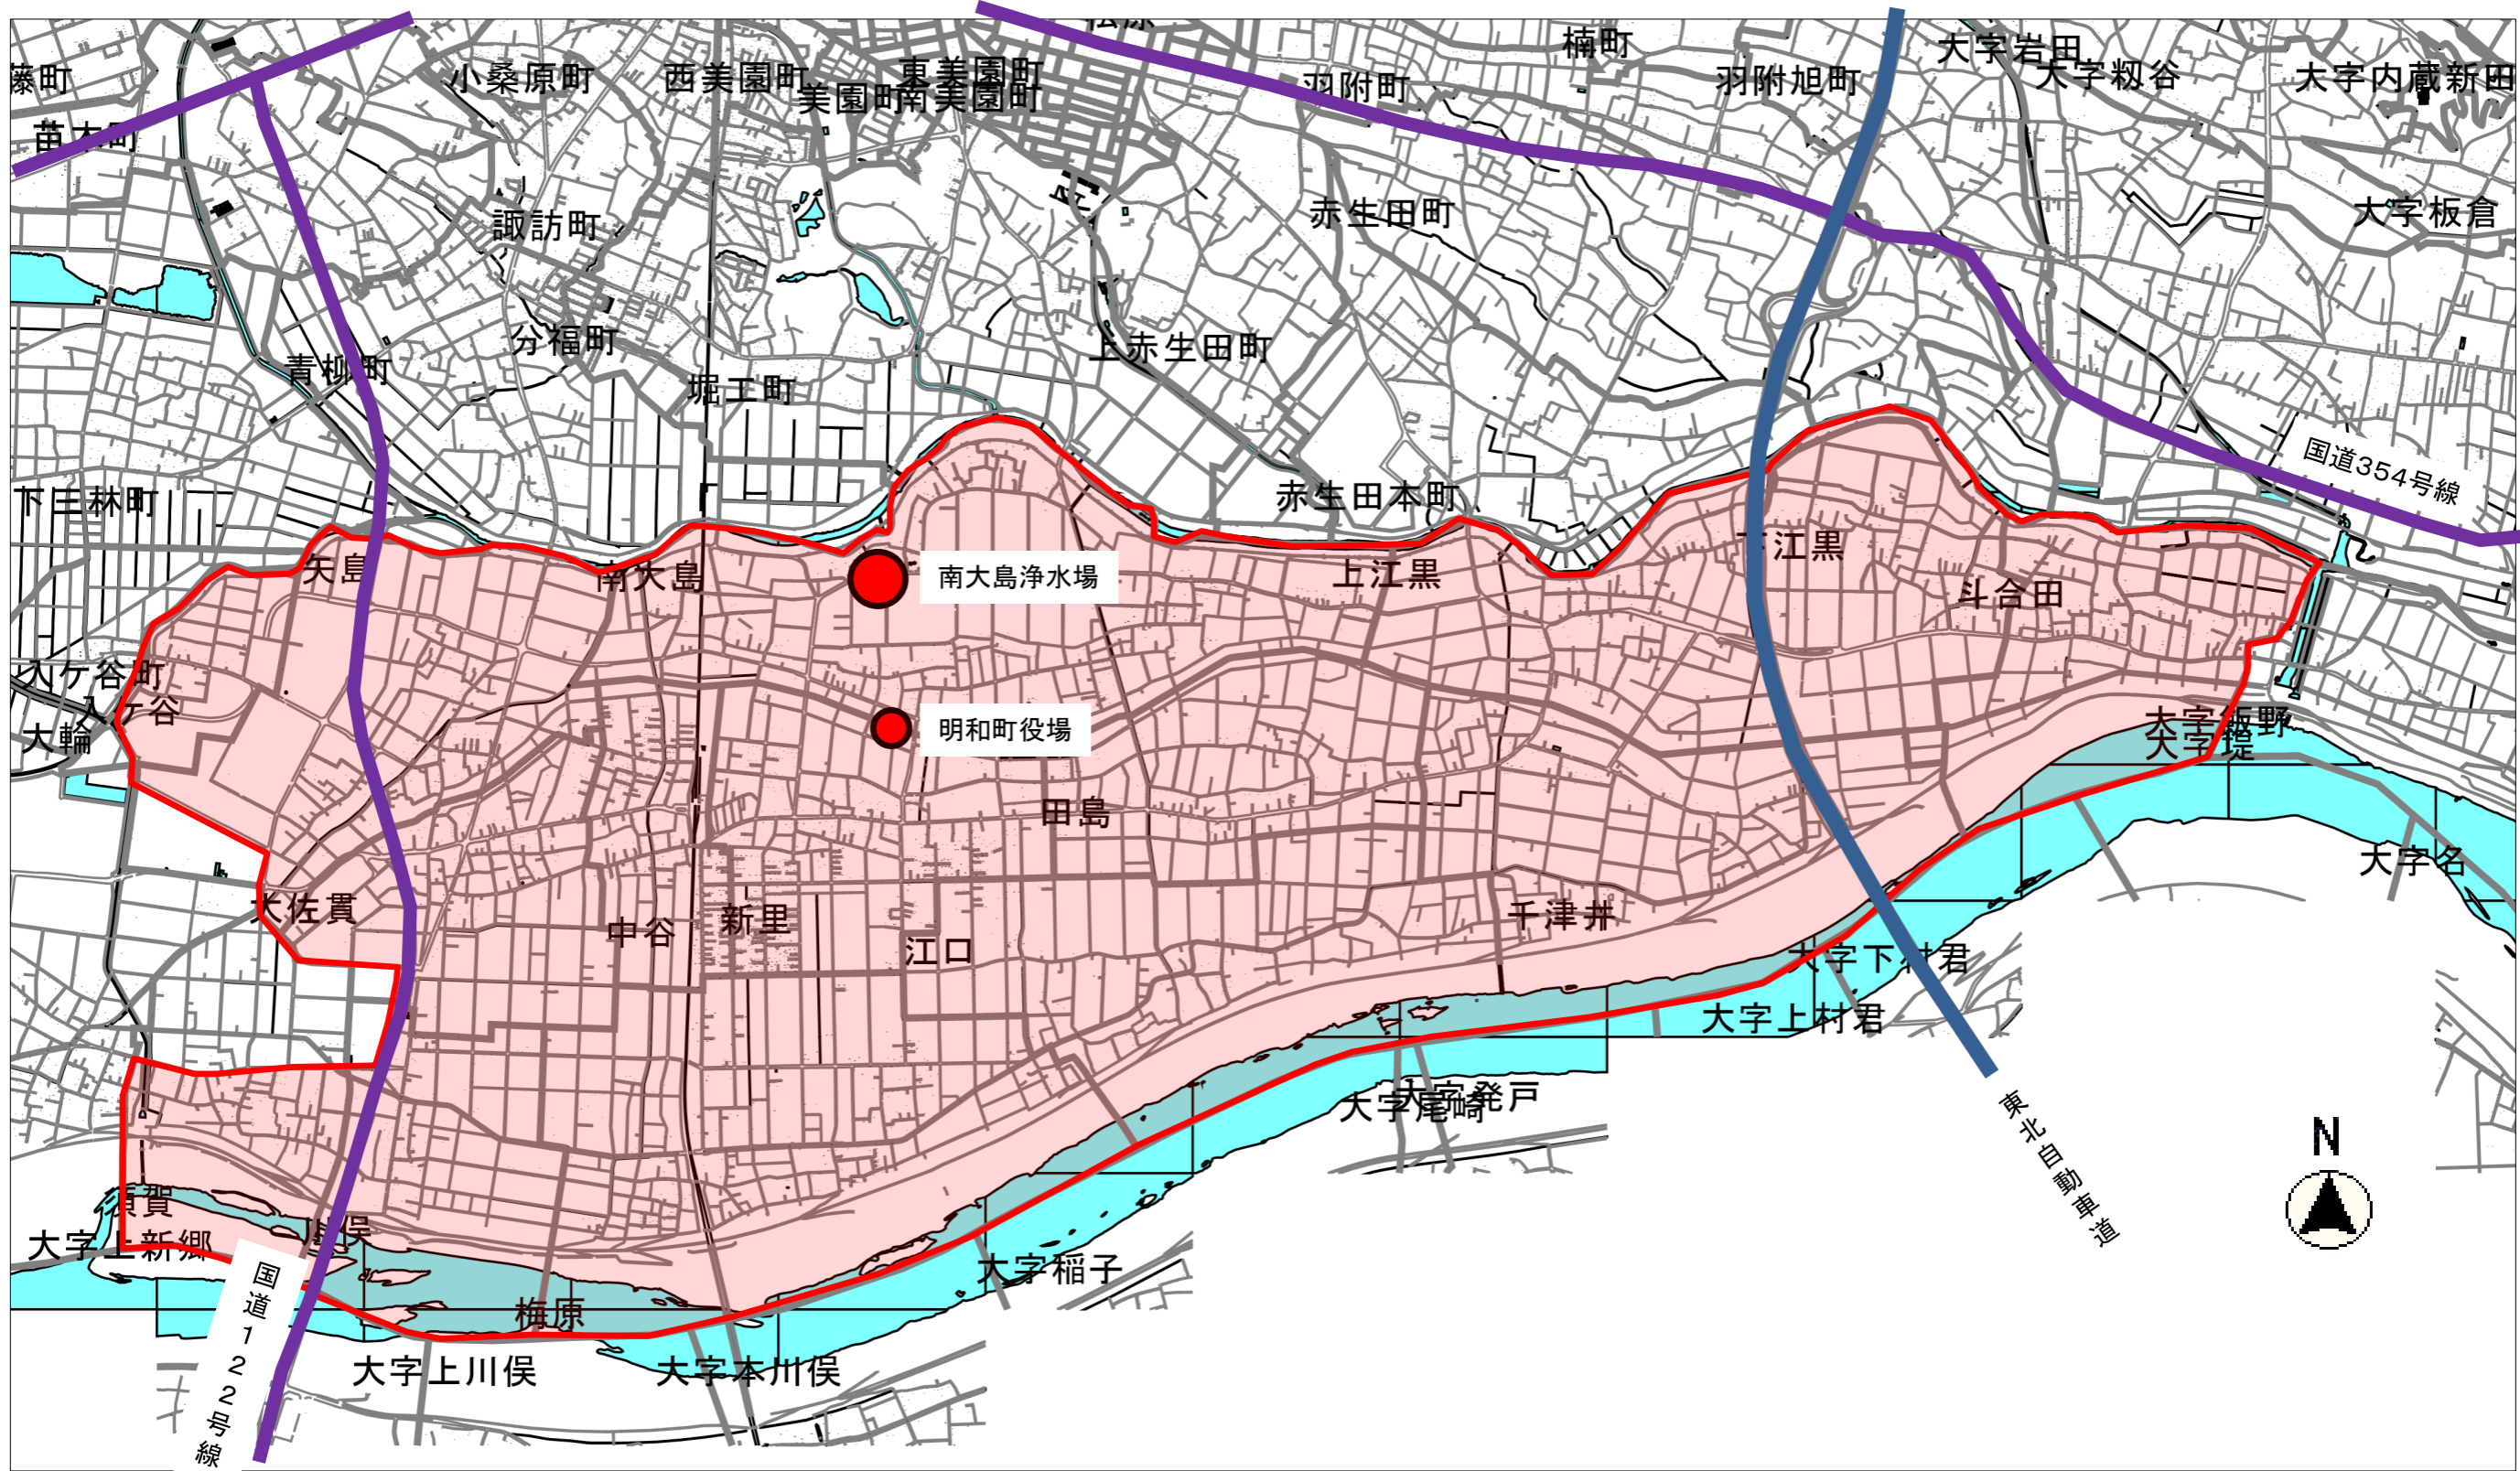 楠町
大字岩田
藤町
小桑原町
西美園町
東美園町
美園町
南美園町
羽附町
羽附旭町
大字籾谷
大字内蔵新田
苗木町
諏訪町
赤生田町
大字板倉
分福町
上赤生田町
青柳町
堀工町
国道354号線
下三林町
赤生田本町
矢島
南大島
南大島浄水場
上江黒
下江黒
斗合田
入ケ谷町
入ケ谷
大輪
明和町役場
大字飯野
大字堤
田島
大字名
大佐貫
中谷
新里
江口
千津井
大字下村君
大字上村君
大字発戸
大字尾崎
東北自動車道
N
須賀
川俣
大字上新郷
大字稲子
国道122号線
梅原
大字上川俣
大字本川俣